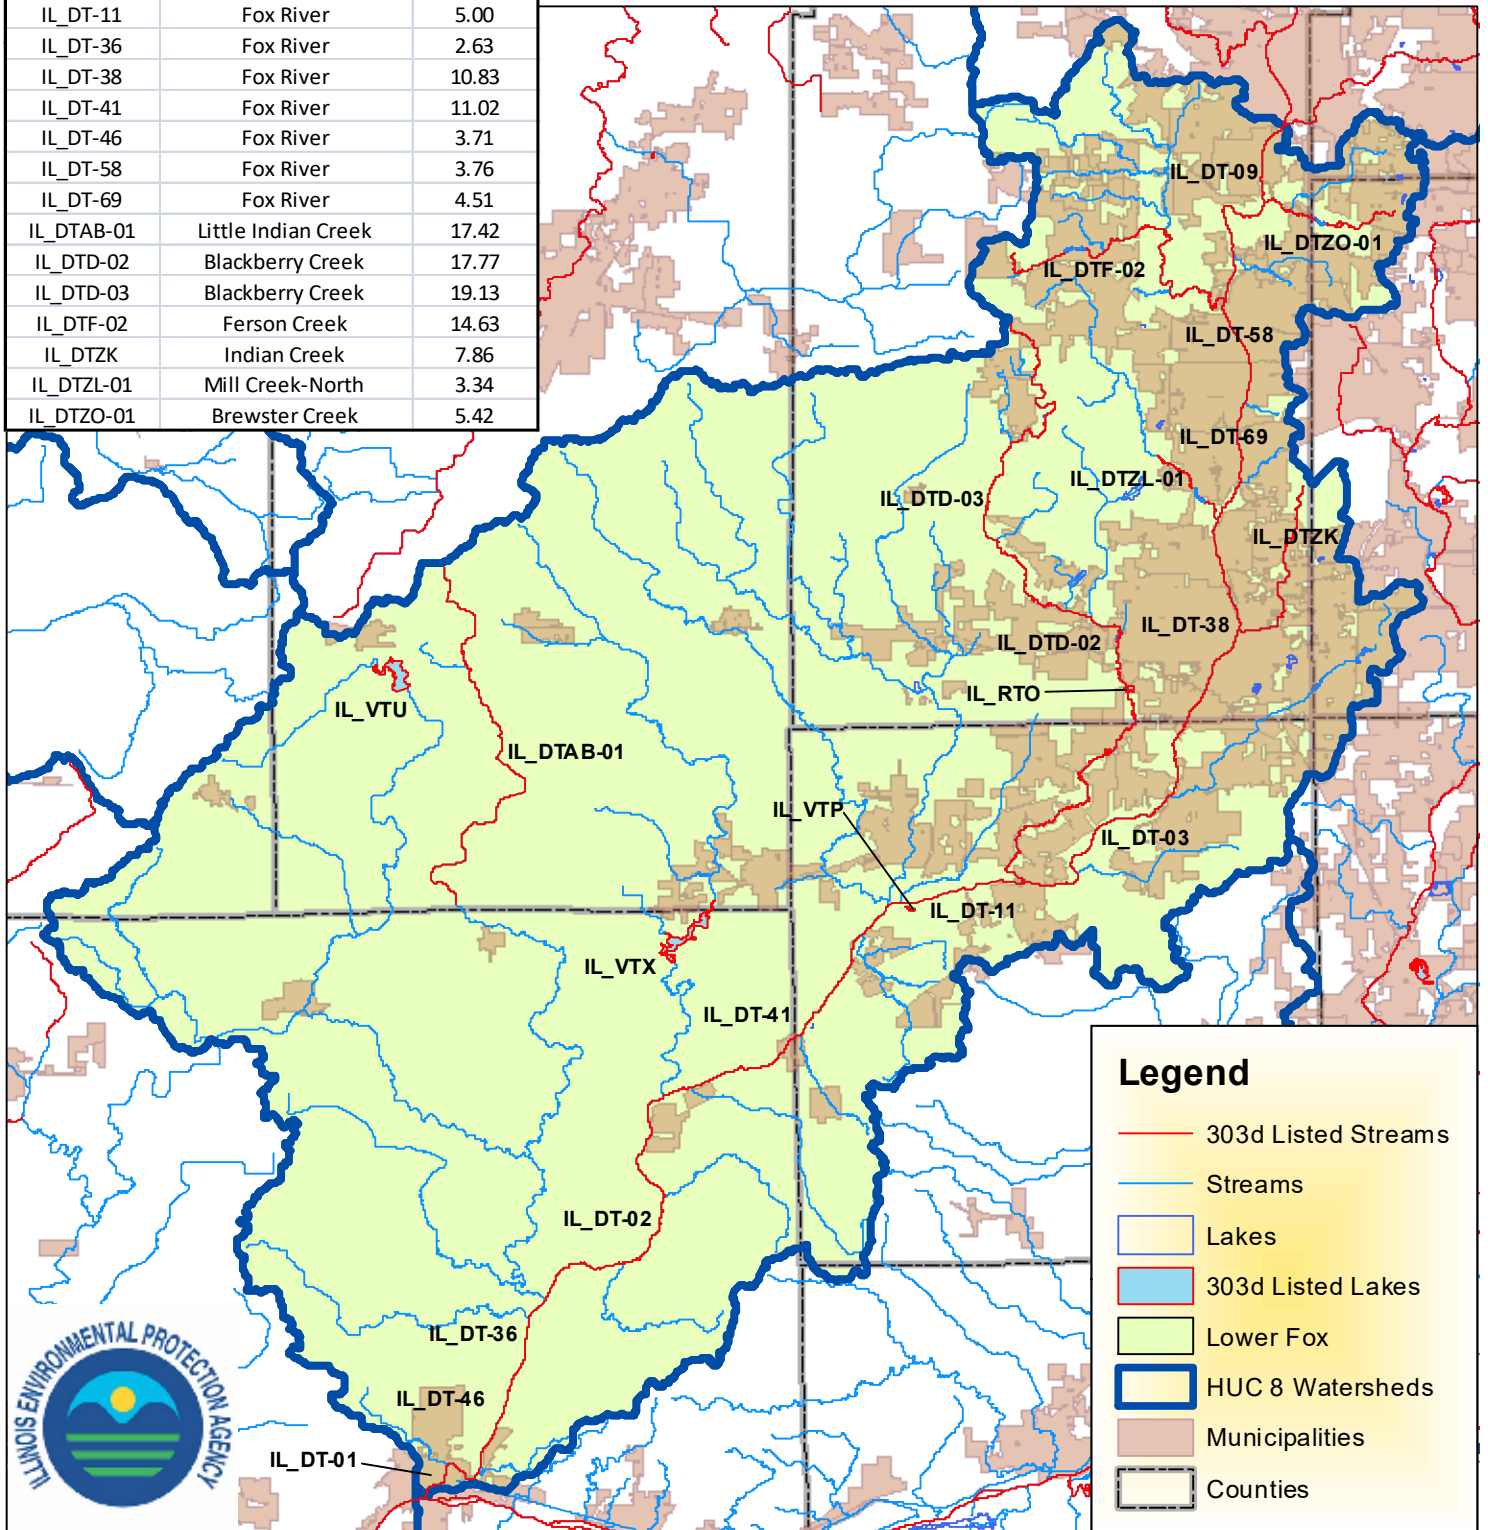 IL_DT-11 Fox River 5.00
IL_DT-36 Fox River 2.63
IL_DT-38 Fox River 10.83
IL_DT-41 Fox River 11.02
IL_DT-46 Fox River 3.71
IL_DT-58 Fox River 3.76
IL_DT-69 Fox River 4.51
IL_DTAB-01 Little Indian Creek 17.42
IL_DTD-02 Blackberry Creek 17.77
IL_DTD-03 Blackberry Creek 19.13
IL_DTF-02 Ferson Creek 14.63
IL_DTZK Indian Creek 7.86
IL_DTZL-01 Mill Creek-North 3.34
IL_DTZO-01 Brewster Creek 5.42
IL_DT-09
IL_DTZO-01
IL_DTF-02
IL_DT-58
IL_DT-69
IL_DTZL-01
IL_DTD-03
IL_DTZK
IL_DT-38
IL_DTD-02
IL_RTO
IL_VTU
IL_DTAB-01
IL_VTP
IL_DT-03
IL_DT-11
IL_VTX
IL_DT-41
IL_DT-02
IL_DT-36
IL_DT-46
IL_DT-01
Legend
303d Listed Streams
Streams
Lakes
303d Listed Lakes
Lower Fox
HUC 8 Watersheds
Municipalities
Counties
ILLINOIS ENVIRONMENTAL PROTECTION AGENCY